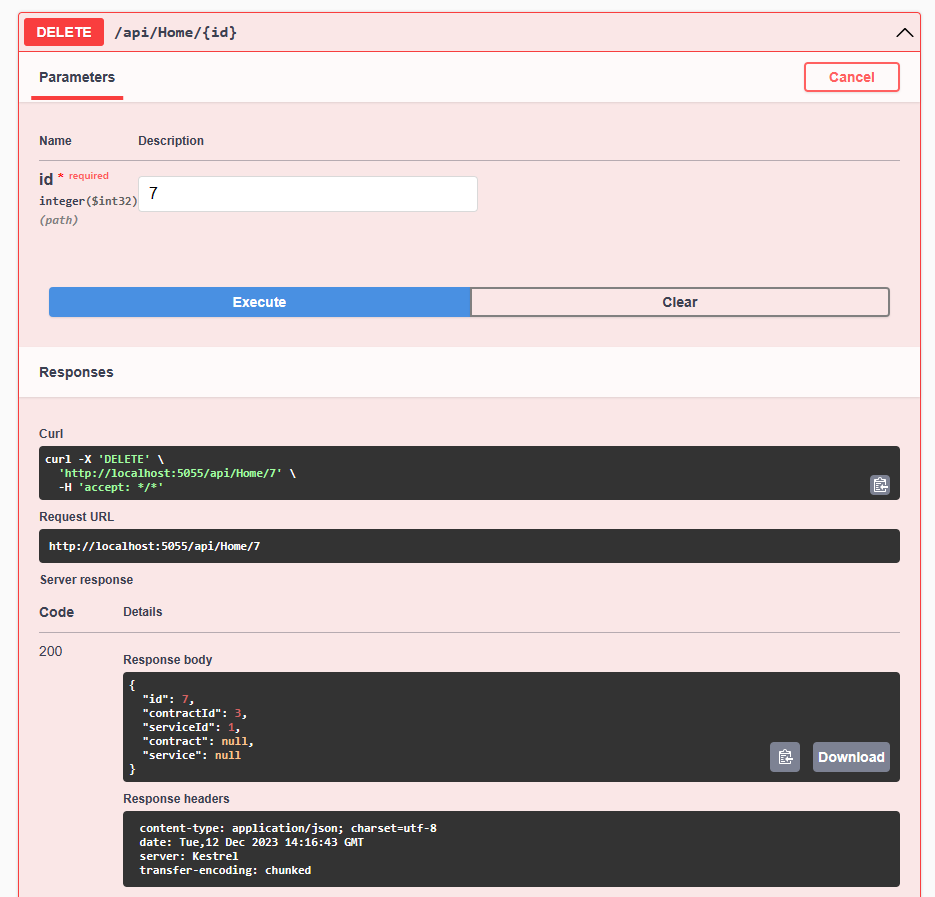 DELETE /api/Home/{id}
Parameters
Cancel
Name Description
id * required
integer($int32)
(path)
7
Execute Clear
Responses
Curl
curl -X 'DELETE' \
  'http://localhost:5055/api/Home/7' \
  -H 'accept: */*'
Request URL
http://localhost:5055/api/Home/7
Server response
Code Details
200
Response body
{
  "id": 7,
  "contractId": 3,
  "serviceId": 1,
  "contract": null,
  "service": null
}
Download
Response headers
content-type: application/json; charset=utf-8
date: Tue,12 Dec 2023 14:16:43 GMT
server: Kestrel
transfer-encoding: chunked